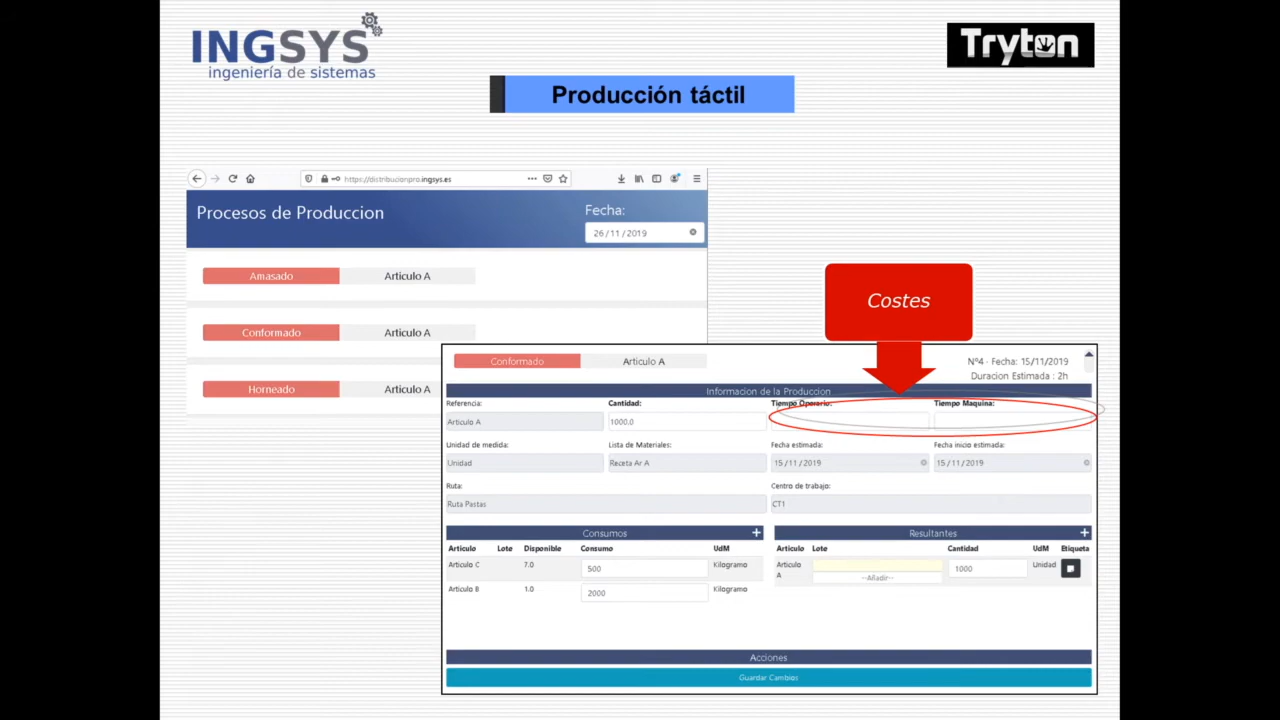 INGSYS
ingeniería de sistemas
Tryton
Producción táctil
https://distribucionpro.ingsys.es
Procesos de Produccion
Fecha:
26/11/2019
Amasado Articulo A
Conformado Articulo A
Horneado Articulo A
Costes
Conformado Articulo A
Nº4 - Fecha: 15/11/2019
Duracion Estimada : 2h
Informacion de la Produccion
Referencia: Cantidad: Tiempo Operario: Tiempo Maquina:
Articulo A 1000.0
Unidad de medida: Lista de Materiales: Fecha estimada: Fecha inicio estimada:
Unidad Receta Ar A 15/11/2019 15/11/2019
Ruta: Centro de trabajo:
Ruta Pastas CT1
Consumos +
Articulo Lote Disponible Consumo UdM
Articulo C 7.0 500 Kilogramo
Articulo B 1.0 2000 Kilogramo
Resultantes +
Articulo Lote Cantidad UdM Etiqueta
Articulo A 1000 Unidad
--Añadir--
Acciones
Guardar Cambios